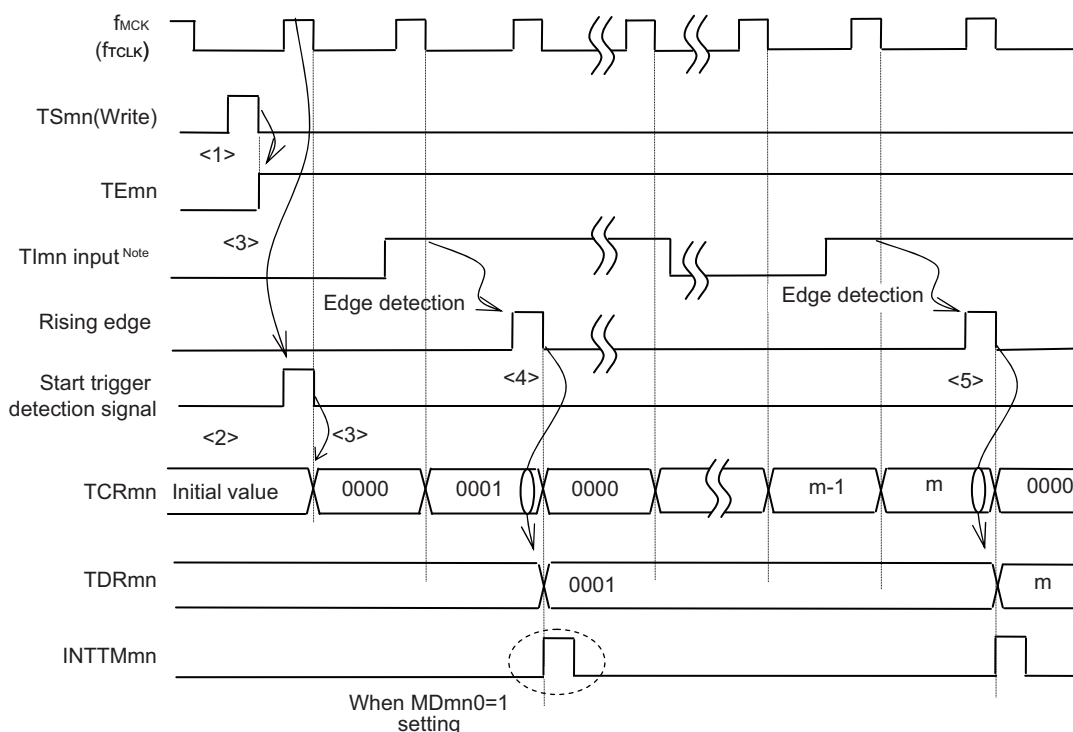 fMCK
(fTCLK)
TSmn(Write)
<1>
TEmn
<3>
TImn input Note
Edge detection
Edge detection
Rising edge
<4>
<5>
Start trigger
detection signal
<2>
<3>
TCRmn
Initial value
0000
0001
0000
m-1
m
0000
TDRmn
0001
m
INTTMmn
When MDmn0=1
setting